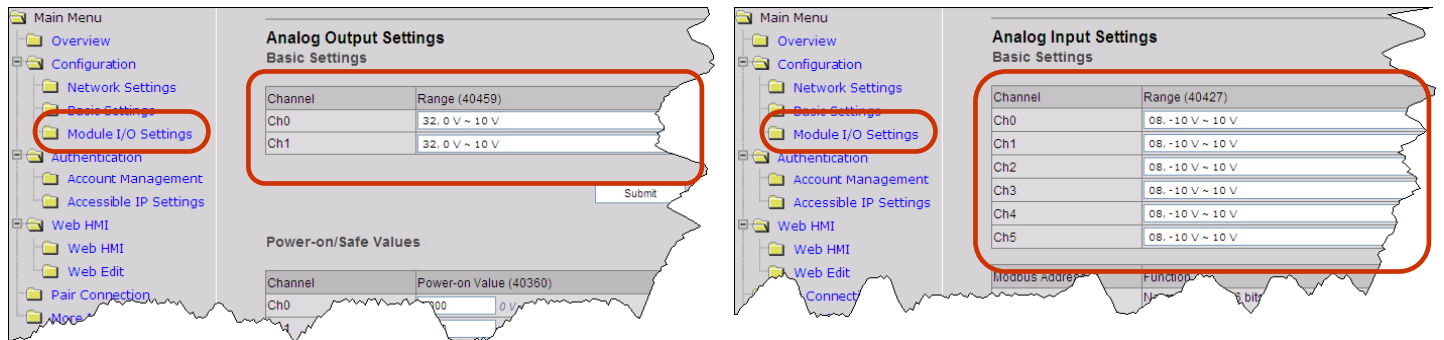 Main Menu
Overview
Configuration
Network Settings
Basic Settings
Module I/O Settings
Authentication
Account Management
Accessible IP Settings
Web HMI
Web HMI
Web Edit
Pair Connection
More
Analog Output Settings
Basic Settings
Channel Range (40459)
Ch0 32, 0 V ~ 10 V
Ch1 32, 0 V ~ 10 V
Submit
Power-on/Safe Values
Channel Power-on Value (40360)
Ch0
Main Menu
Overview
Configuration
Network Settings
Basic Settings
Module I/O Settings
Authentication
Account Management
Accessible IP Settings
Web HMI
Web HMI
Web Edit
Analog Input Settings
Basic Settings
Channel Range (40427)
Ch0 08, -10 V ~ 10 V
Ch1 08, -10 V ~ 10 V
Ch2 08, -10 V ~ 10 V
Ch3 08, -10 V ~ 10 V
Ch4 08, -10 V ~ 10 V
Ch5 08, -10 V ~ 10 V
Modbus Address Function